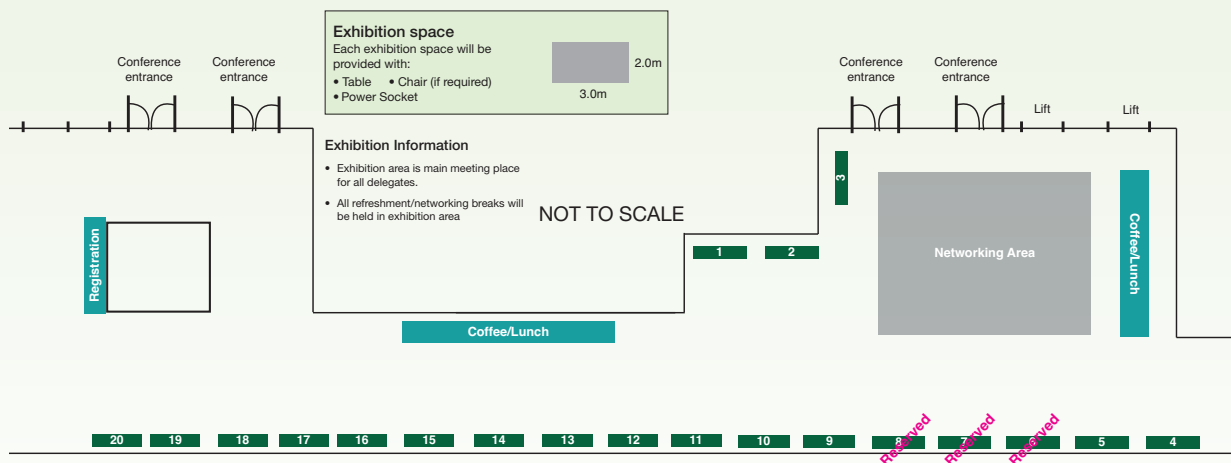 Exhibition space
Each exhibition space will be
provided with:
• Table • Chair (if required)
• Power Socket
2.0m
3.0m
Conference
entrance
Conference
entrance
Conference
entrance
Conference
entrance
Lift
Lift
Exhibition Information
• Exhibition area is main meeting place
for all delegates.
• All refreshment/networking breaks will
be held in exhibition area
NOT TO SCALE
3
Registration
1
2
Networking Area
Coffee/Lunch
Coffee/Lunch
20
19
18
17
16
15
14
13
12
11
10
9
8
Reserved
7
Reserved
6
Reserved
5
4